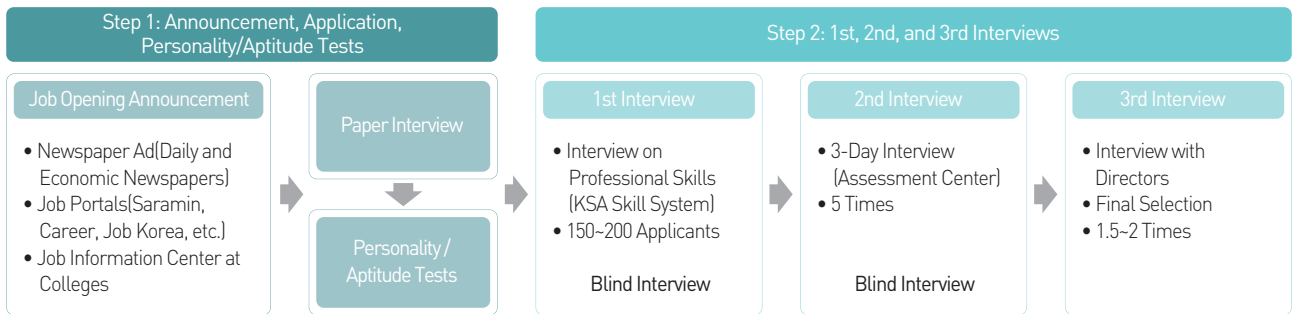 Step 1: Announcement, Application,
Personality/Aptitude Tests
Step 2: 1st, 2nd, and 3rd Interviews
Job Opening Announcement
• Newspaper Ad(Daily and
Economic Newspapers)
• Job Portals(Saramin,
Career, Job Korea, etc.)
• Job Information Center at
Colleges
Paper Interview
Personality /
Aptitude Tests
1st Interview
• Interview on
Professional Skills
(KSA Skill System)
• 150~200 Applicants
Blind Interview
2nd Interview
• 3-Day Interview
(Assessment Center)
• 5 Times
Blind Interview
3rd Interview
• Interview with
Directors
• Final Selection
• 1.5~2 Times